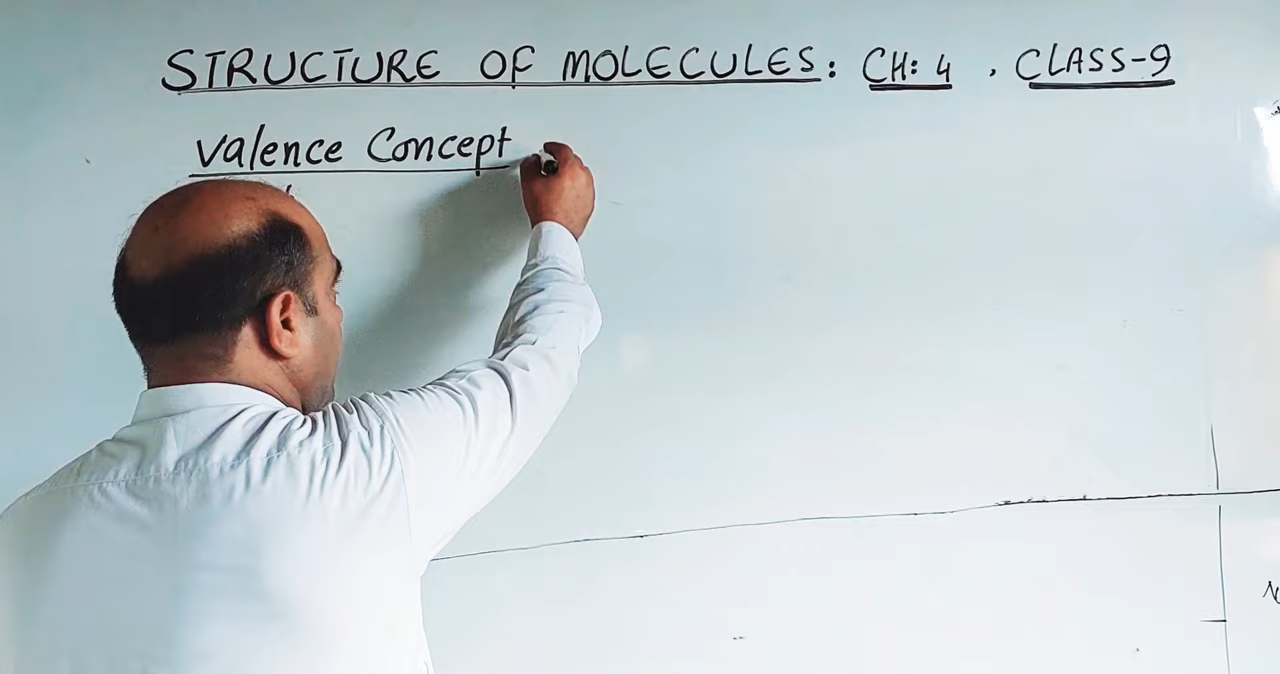 STRUCTURE OF MOLECULES: CH: 4 . CLASS-9
Valence Concept